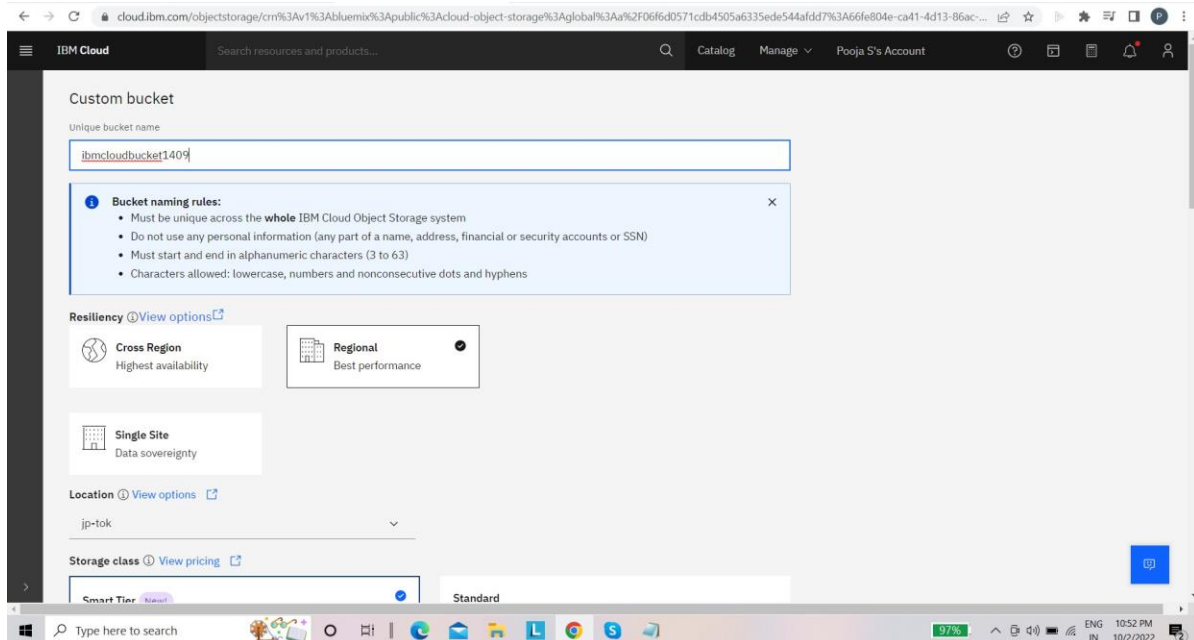 cloud.ibm.com/objectstorage/crn%3Av1%3Abluemix%3Apublic%3Acloud-object-storage%3Aglobal%3Aa%2F06f6d0571cdb4505a6335ede544afdd7%3A66fe804e-ca41-4d13-86ac-...
P
IBM Cloud
Search resources and products...
Catalog
Manage
Pooja S's Account
Custom bucket
Unique bucket name
ibmcloudbucket1409
Bucket naming rules:
• Must be unique across the whole IBM Cloud Object Storage system
• Do not use any personal information (any part of a name, address, financial or security accounts or SSN)
• Must start and end in alphanumeric characters (3 to 63)
• Characters allowed: lowercase, numbers and nonconsecutive dots and hyphens
Resiliency View options
Cross Region
Highest availability
Regional
Best performance
Single Site
Data sovereignty
Location View options
jp-tok
Storage class View pricing
Smart Tier New!
Standard
Type here to search
L
S
97%
ENG
IN
10:52 PM
10/2/2022